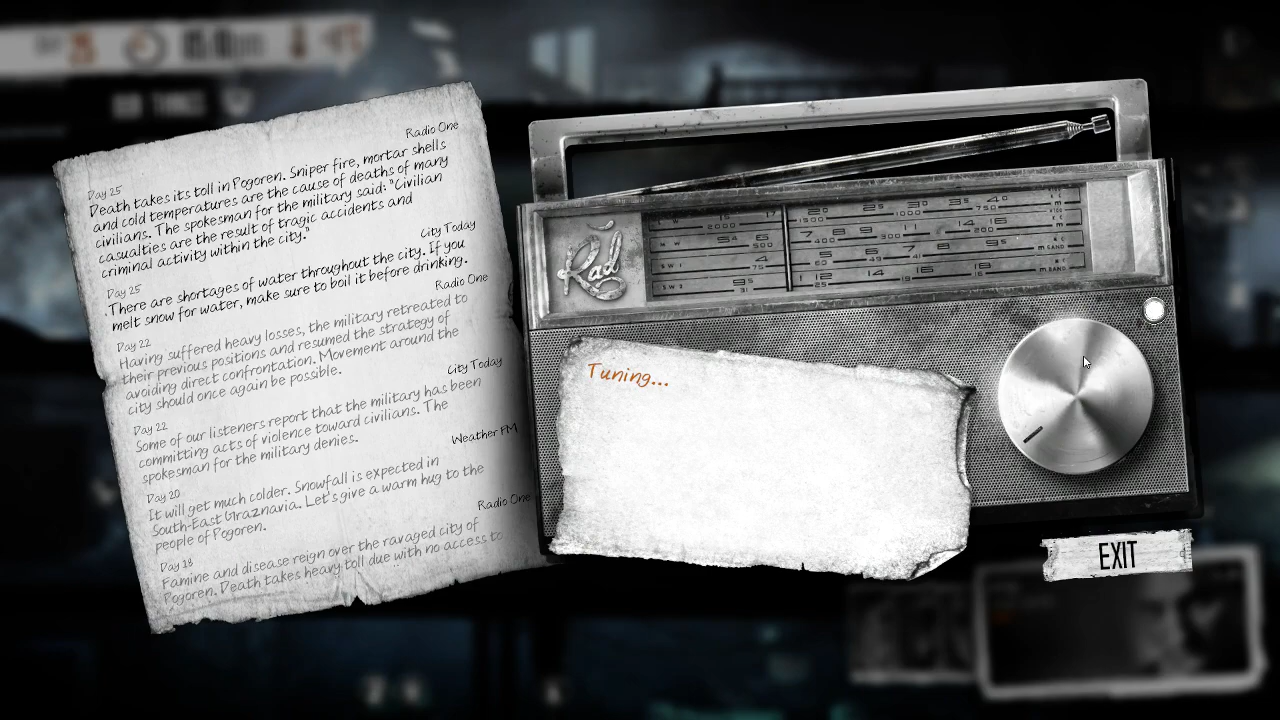 Radio One
Day 25
Death takes its toll in Pogoren. Sniper fire, mortar shells
and cold temperatures are the cause of deaths of many
civilians. The spokesman for the military said: "Civilian
casualties are the result of tragic accidents and
criminal activity within the city."
City Today
Day 25
There are shortages of water throughout the city. If you
melt snow for water, make sure to boil it before drinking.
Radio One
Day 22
Having suffered heavy losses, the military retreated to
their previous positions and resumed the strategy of
avoiding direct confrontation. Movement around the
city should once again be possible.
City Today
Day 22
Some of our listeners report that the military has been
committing acts of violence toward civilians. The
spokesman for the military denies.
Weather FM
Day 20
It will get much colder. Snowfall is expected in
South-East Graznavia. Let's give a warm hug to the
people of Pogoren.
Radio One
Day 18
Famine and disease reign over the ravaged city of
Pogoren. Death takes heavy toll due with no access to
Rad
Tuning...
EXIT